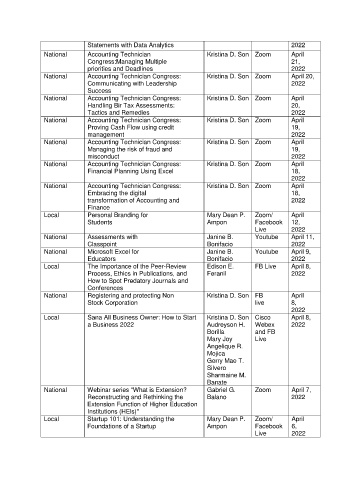 Statements with Data Analytics 2022
National Accounting Technician Kristina D. Son Zoom April
Congress:Managing Multiple 21,
priorities and Deadlines 2022
National Accounting Technician Congress: Kristina D. Son Zoom April 20,
Communicating with Leadership 2022
Success
National Accounting Technician Congress: Kristina D. Son Zoom April
Handling Bir Tax Assessments: 20,
Tactics and Remedies 2022
National Accounting Technician Congress: Kristina D. Son Zoom April
Proving Cash Flow using credit 19,
management 2022
National Accounting Technician Congress: Kristina D. Son Zoom April
Managing the risk of fraud and 19,
misconduct 2022
National Accounting Technician Congress: Kristina D. Son Zoom April
Financial Planning Using Excel 18,
2022
National Accounting Technician Congress: Kristina D. Son Zoom April
Embracing the digital 18,
transformation of Accounting and 2022
Finance
Local Personal Branding for Mary Dean P. Zoom/ April
Students Ampon Facebook 12,
Live 2022
National Assessments with Janine B. Youtube April 11,
Classpoint Bonifacio 2022
National Microsoft Excel for Janine B. Youtube April 9,
Educators Bonifacio 2022
Local The Importance of the Peer-Review Edison E. FB Live April 8,
Process, Ethics in Publications, and Foranil 2022
How to Spot Predatory Journals and
Conferences
National Registering and protecting Non Kristina D. Son FB April
Stock Corporation live 8,
2022
Local Sana All Business Owner: How to Start Kristina D. Son Cisco April 8,
a Business 2022 Audreyson H. Webex 2022
Borilla and FB
Mary Joy Live
Angelique R.
Mojica
Gerry Mae T.
Silvero
Sharmaine M.
Banate
National Webinar series "What is Extension? Gabriel G. Zoom April 7,
Reconstructing and Rethinking the Balano 2022
Extension Function of Higher Education
Institutions (HEIs)"
Local Startup 101: Understanding the Mary Dean P. Zoom/ April
Foundations of a Startup Ampon Facebook 6,
Live 2022